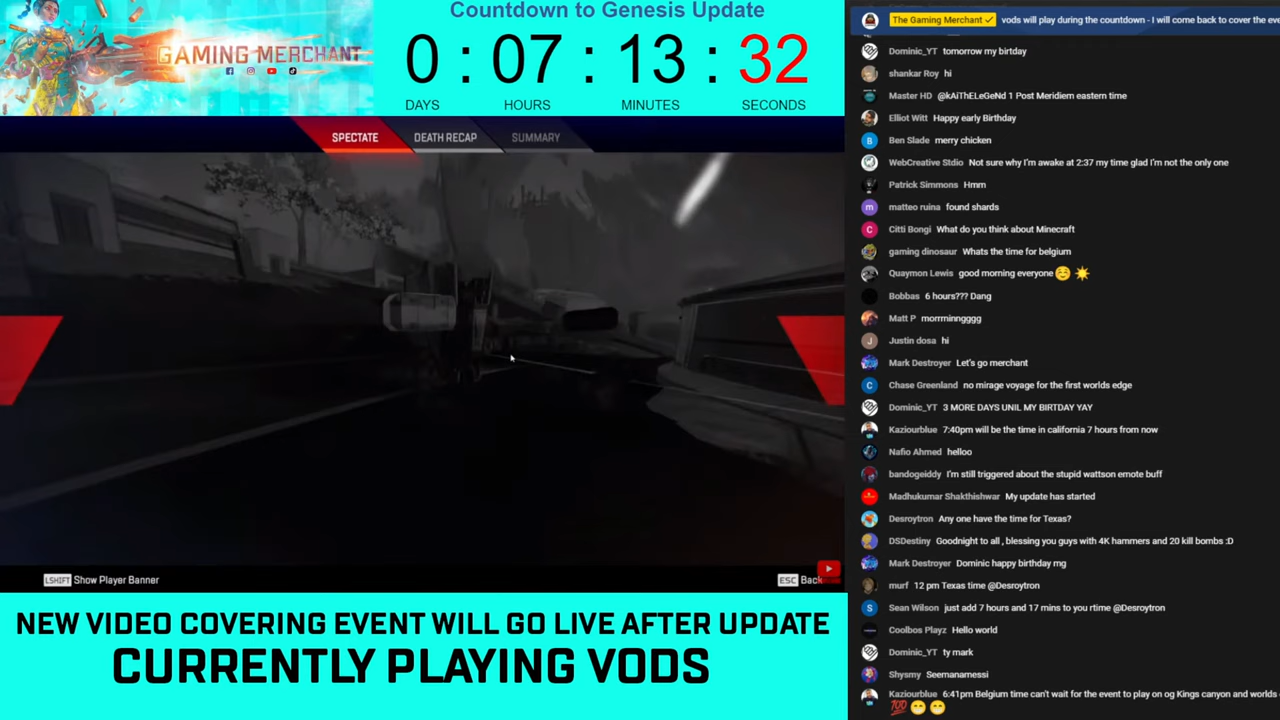 Countdown to Genesis Update
GAMING MERCHANT
0 : 07 : 13 : 32
DAYS HOURS MINUTES SECONDS
SPECTATE DEATH RECAP SUMMARY
LSHIFT Show Player Banner
ESC Back
NEW VIDEO COVERING EVENT WILL GO LIVE AFTER UPDATE
CURRENTLY PLAYING VODS
The Gaming Merchant vods will play during the countdown - I will come back to cover the eve
Dominic_YT tomorrow my birtday
shankar Roy hi
Master HD @kAiThELeGeNd 1 Post Meridiem eastern time
Elliot Witt Happy early Birthday
B Ben Slade merry chicken
WebCreative Stdio Not sure why I'm awake at 2:37 my time glad I'm not the only one
Patrick Simmons Hmm
m matteo ruina found shards
C Citti Bongi What do you think about Minecraft
gaming dinosaur Whats the time for belgium
Quaymon Lewis good morning everyone☺️ ☀️
Bobbas 6 hours??? Dang
Matt P morrminngggg
J Justin dosa hi
Mark Destroyer Let's go merchant
C Chase Greenland no mirage voyage for the first worlds edge
Dominic_YT 3 MORE DAYS UNIL MY BIRTDAY YAY
Kaziourblue 7:40pm will be the time in california 7 hours from now
Nafio Ahmed helloo
bandogeiddy I'm still triggered about the stupid wattson emote buff
Madhukumar Shakthishwar My update has started
Desroytron Any one have the time for Texas?
DSDestiny Goodnight to all , blessing you guys with 4K hammers and 20 kill bombs :D
Mark Destroyer Dominic happy birthday mg
murf 12 pm Texas time @Desroytron
S Sean Wilson just add 7 hours and 17 mins to you rtime @Desroytron
Coolbos Playz Hello world
Dominic_YT ty mark
Shysmy Seemanamessi
Kaziourblue 6:41pm Belgium time can't wait for the event to play on og Kings canyon and worlds
💯 😁 😁